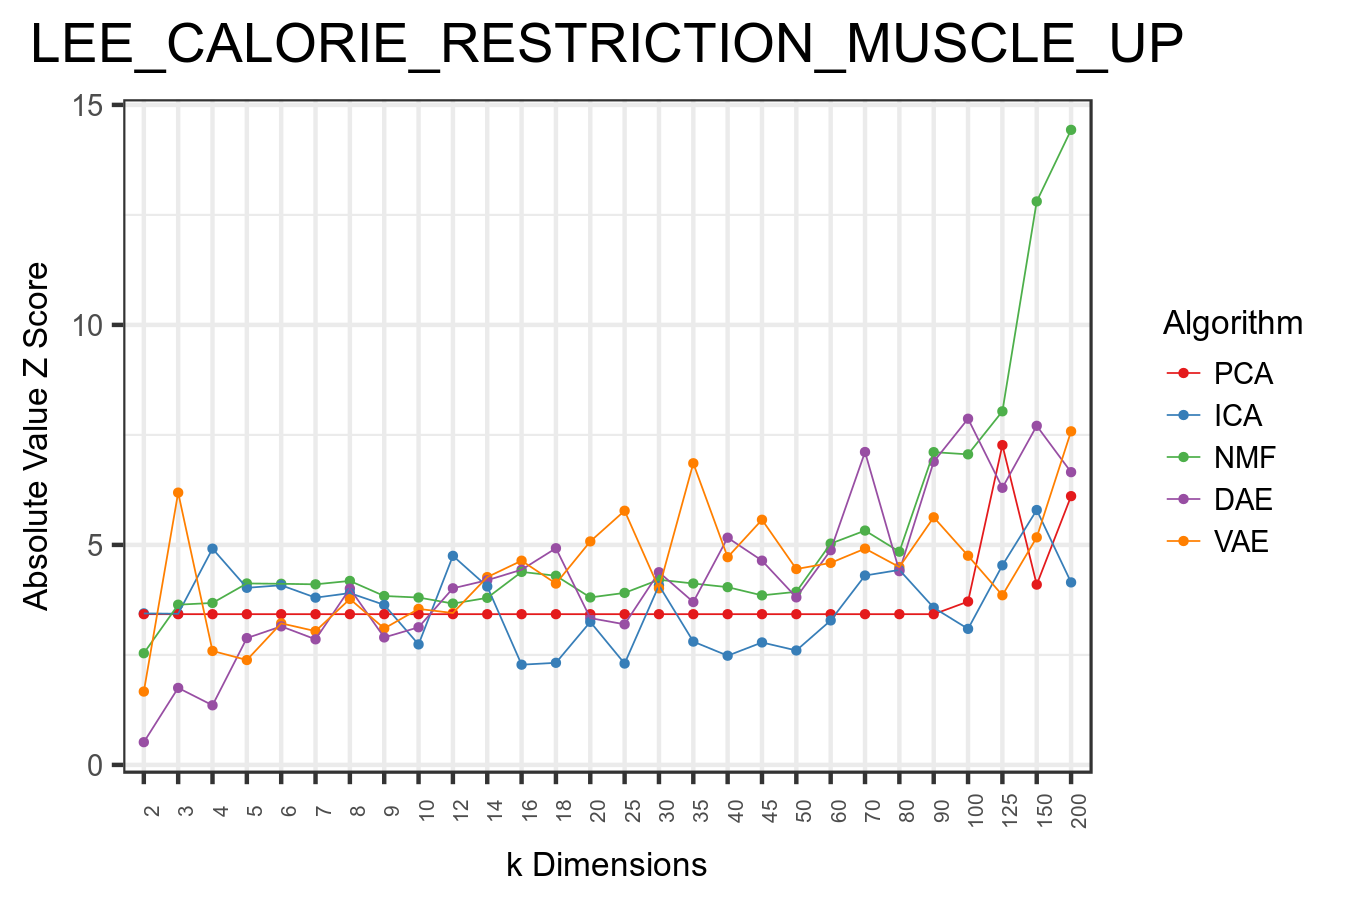 LEE_CALORIE_RESTRICTION_MUSCLE_UP
Absolute Value Z Score
15
10
5
0
2 3 4 5 6 7 8 9 10 12 14 16 18 20 25 30 35 40 45 50 60 70 80 90 100 125 150 200
k Dimensions
Algorithm
PCA
ICA
NMF
DAE
VAE